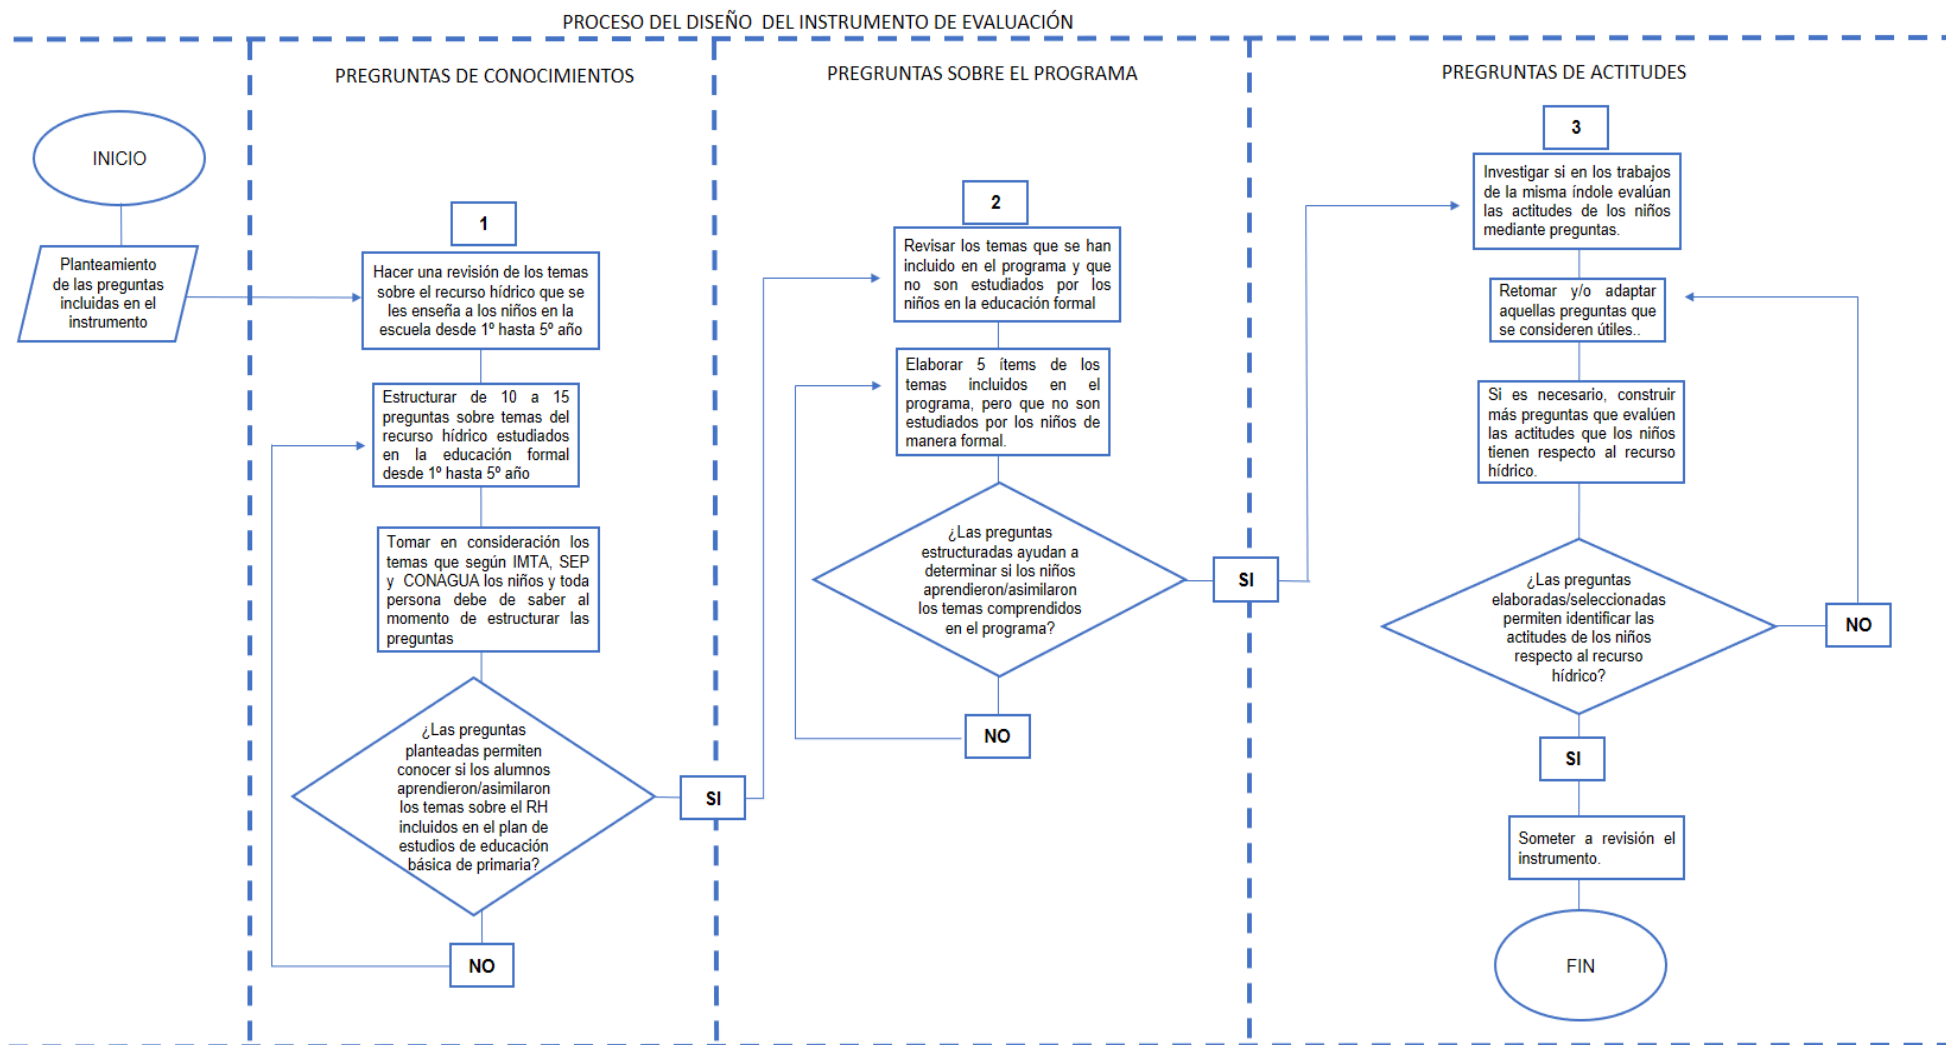 PROCESO DEL DISEÑO  DEL INSTRUMENTO DE EVALUACIÓN
INICIO
Planteamiento
de las preguntas
incluidas en el
instrumento
PREGRUNTAS DE CONOCIMIENTOS
1
Hacer una revisión de los temas
sobre el recurso hídrico que se
les enseña a los niños en la
escuela desde 1º hasta 5º año
Estructurar de 10 a 15
preguntas sobre temas del
recurso hídrico estudiados
en la educación formal
desde 1º hasta 5º año
Tomar en consideración los
temas que según IMTA, SEP
y CONAGUA los niños y toda
persona debe de saber al
momento de estructurar las
preguntas
¿Las preguntas
planteadas permiten
conocer si los alumnos
aprendieron/asimilaron
los temas sobre el RH
incluidos en el plan de
estudios de educación
básica de primaria?
SI
NO
PREGRUNTAS SOBRE EL PROGRAMA
2
Revisar los temas que se han
incluido en el programa y que
no son estudiados por los
niños en la educación formal
Elaborar 5 ítems de los
temas incluidos en el
programa, pero que no son
estudiados por los niños de
manera formal.
¿Las preguntas
estructuradas ayudan a
determinar si los niños
aprendieron/asimilaron
los temas comprendidos
en el programa?
SI
NO
PREGRUNTAS DE ACTITUDES
3
Investigar si en los trabajos
de la misma índole evalúan
las actitudes de los niños
mediante preguntas.
Retomar y/o adaptar
aquellas preguntas que
se consideren útiles..
Si es necesario, construir
más preguntas que evalúen
las actitudes que los niños
tienen respecto al recurso
hídrico.
¿Las preguntas
elaboradas/seleccionadas
permiten identificar las
actitudes de los niños
respecto al recurso
hídrico?
NO
SI
Someter a revisión el
instrumento.
FIN